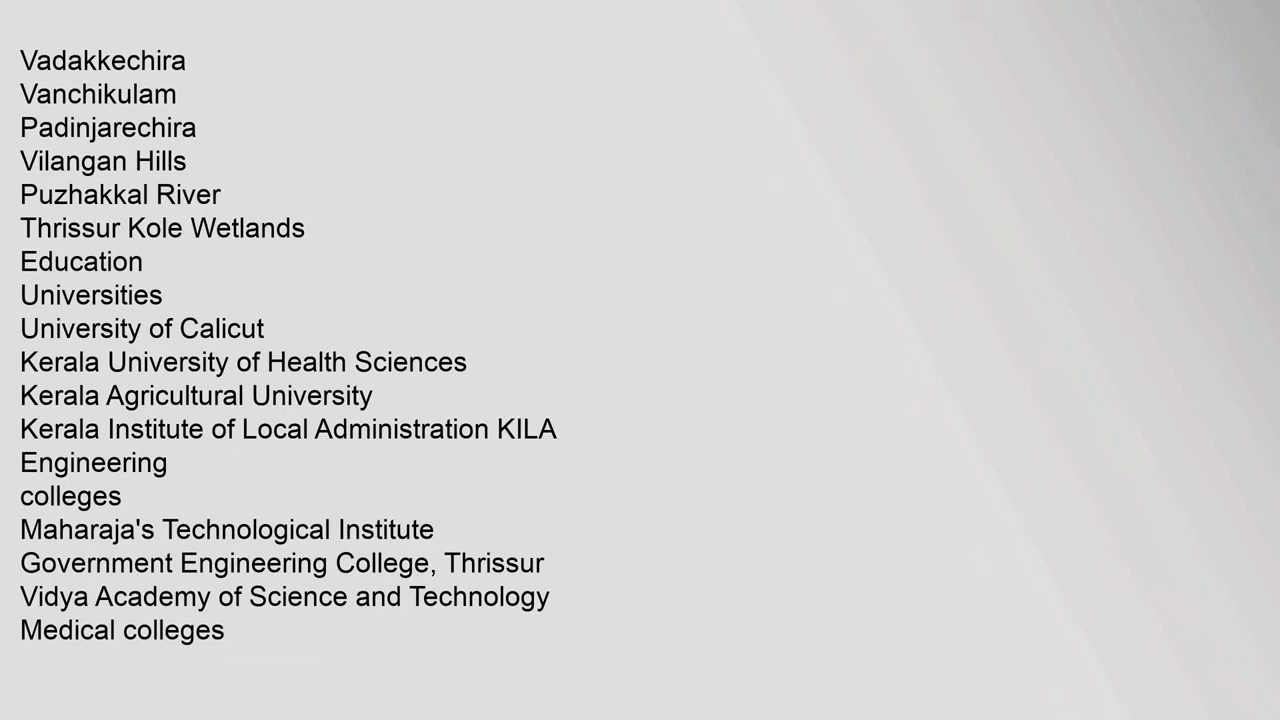 Vadakkechira
Vanchikulam
Padinjarechira
Vilangan Hills
Puzhakkal River
Thrissur Kole Wetlands
Education
Universities
University of Calicut
Kerala University of Health Sciences
Kerala Agricultural University
Kerala Institute of Local Administration KILA
Engineering
colleges
Maharaja's Technological Institute
Government Engineering College, Thrissur
Vidya Academy of Science and Technology
Medical colleges